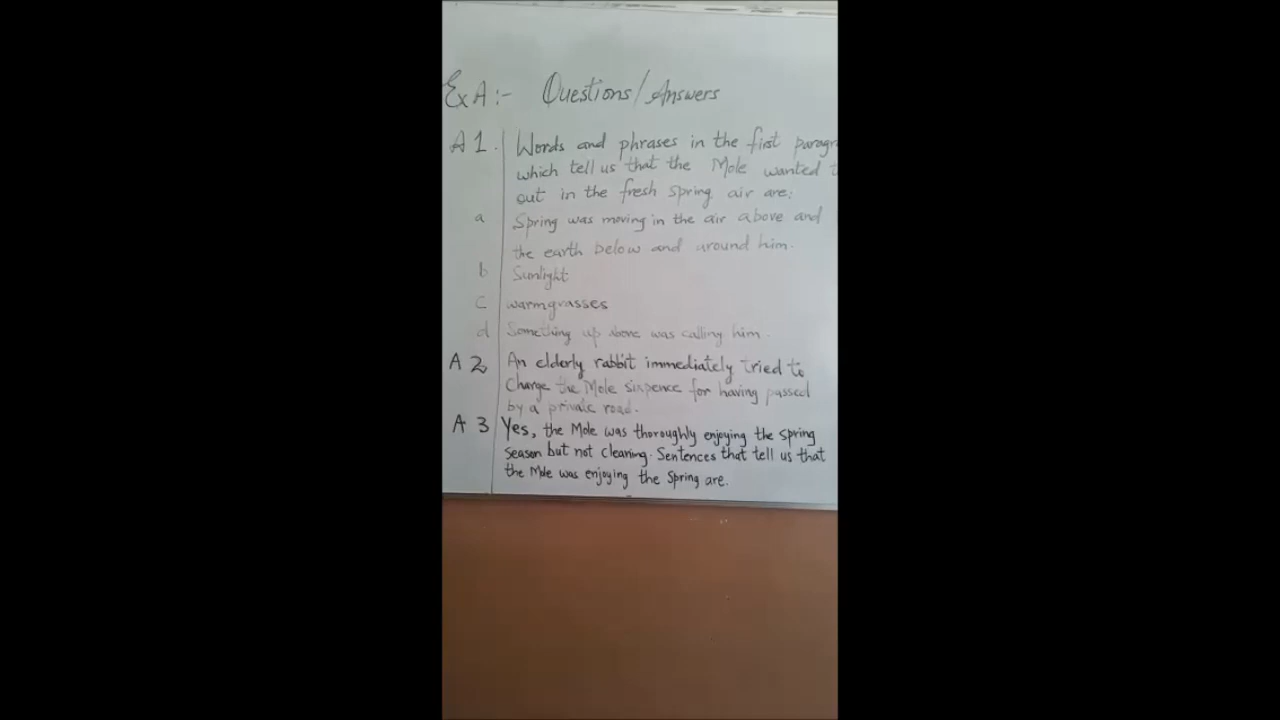 Ex A:- Questions/Answers
A 1. Words and phrases in the first paragr
which tell us that the Mole wanted t
out in the fresh spring air are:
a Spring was moving in the air above and
the earth below and around him.
b Sunlight
c warmgrasses
d Something up above was calling him.
A 2 An elderly rabbit immediately tried to
Charge the Mole sixpence for having passed
by a private road.
A 3 Yes, the Mole was thoroughly enjoying the spring
season but not cleaning. Sentences that tell us that
the Mole was enjoying the Spring are.